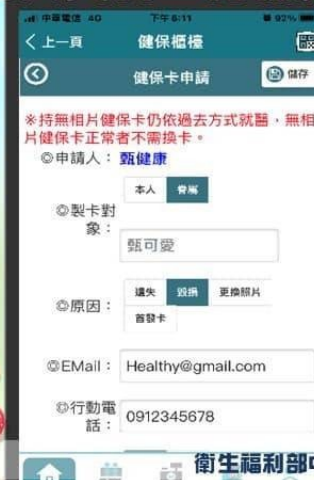 中華電信 4G 下午6:11 92%
上一頁 健保櫃檯
健保卡申請 儲存
※持無相片健保卡仍依過去方式就醫，無相
片健保卡正常者不需換卡。
◎申請人： 甄健康
本人 眷屬
◎製卡對
象：
甄可愛
遺失 毀損 更換照片
◎原因：
首發卡
◎EMail： Healthy@gmail.com
◎行動電
話： 0912345678
衛生福利部中